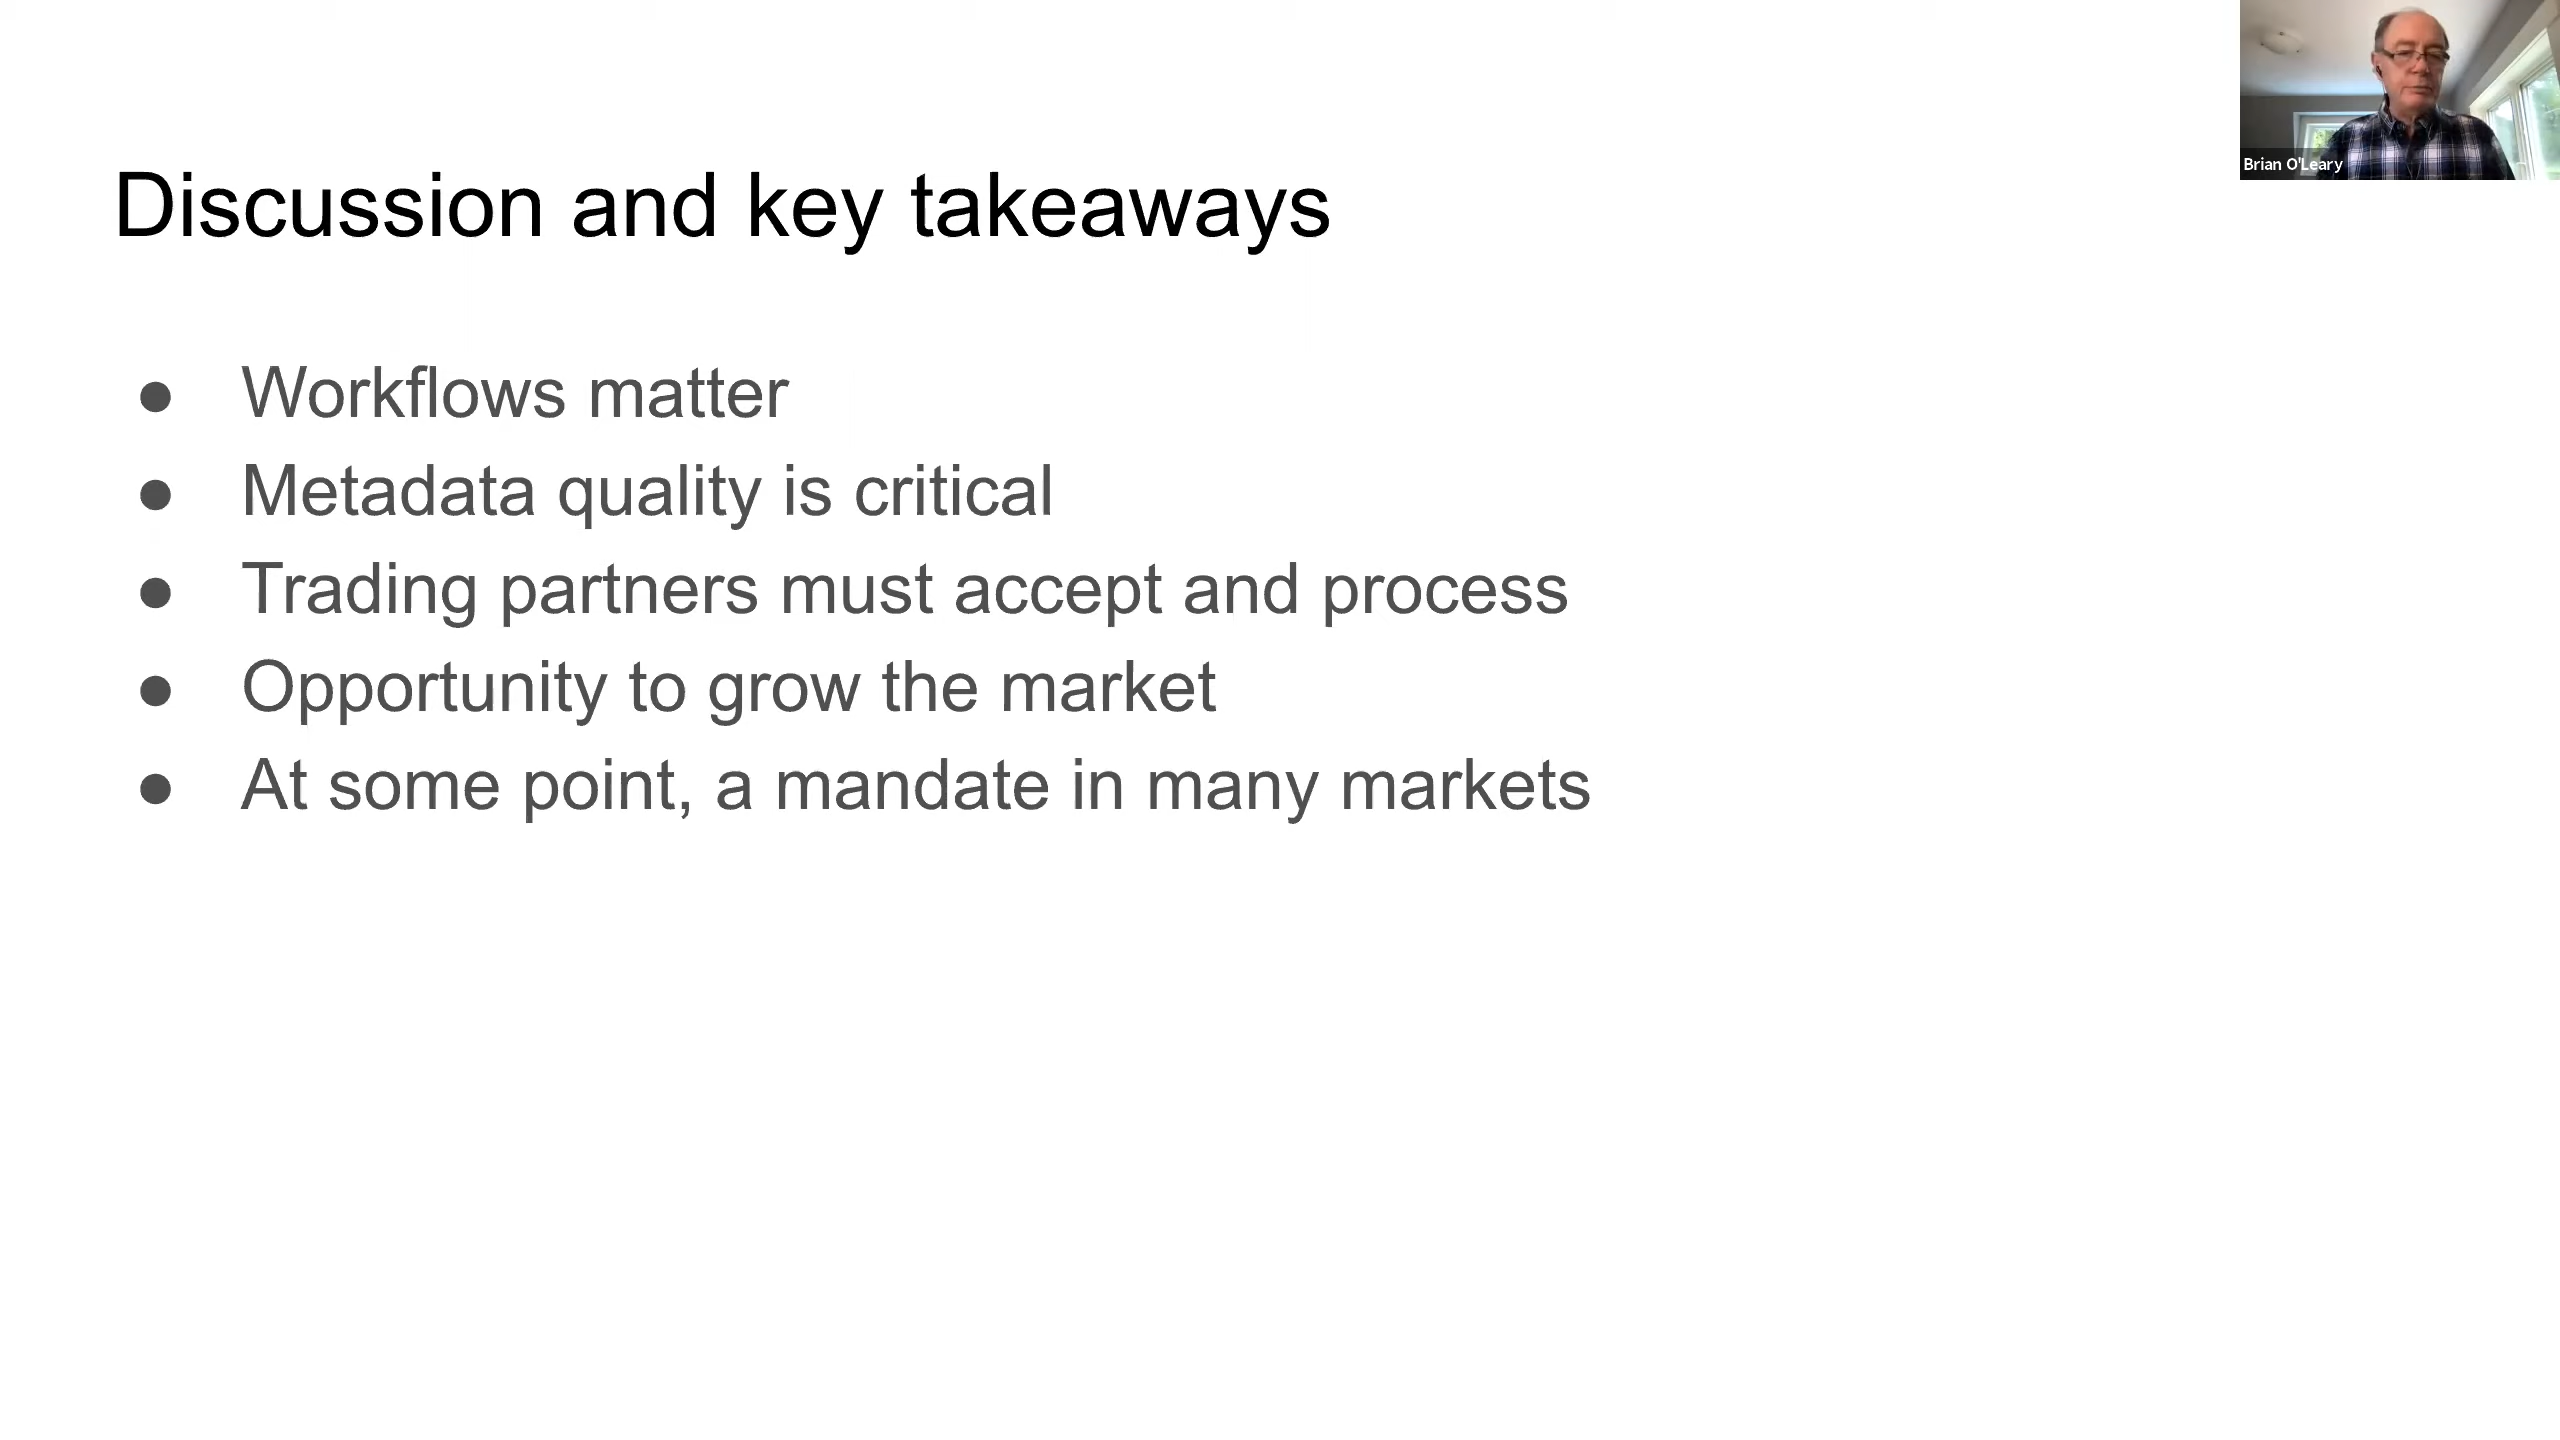 Discussion and key takeaways
● Workflows matter
● Metadata quality is critical
● Trading partners must accept and process
● Opportunity to grow the market
● At some point, a mandate in many markets
Brian O'Leary